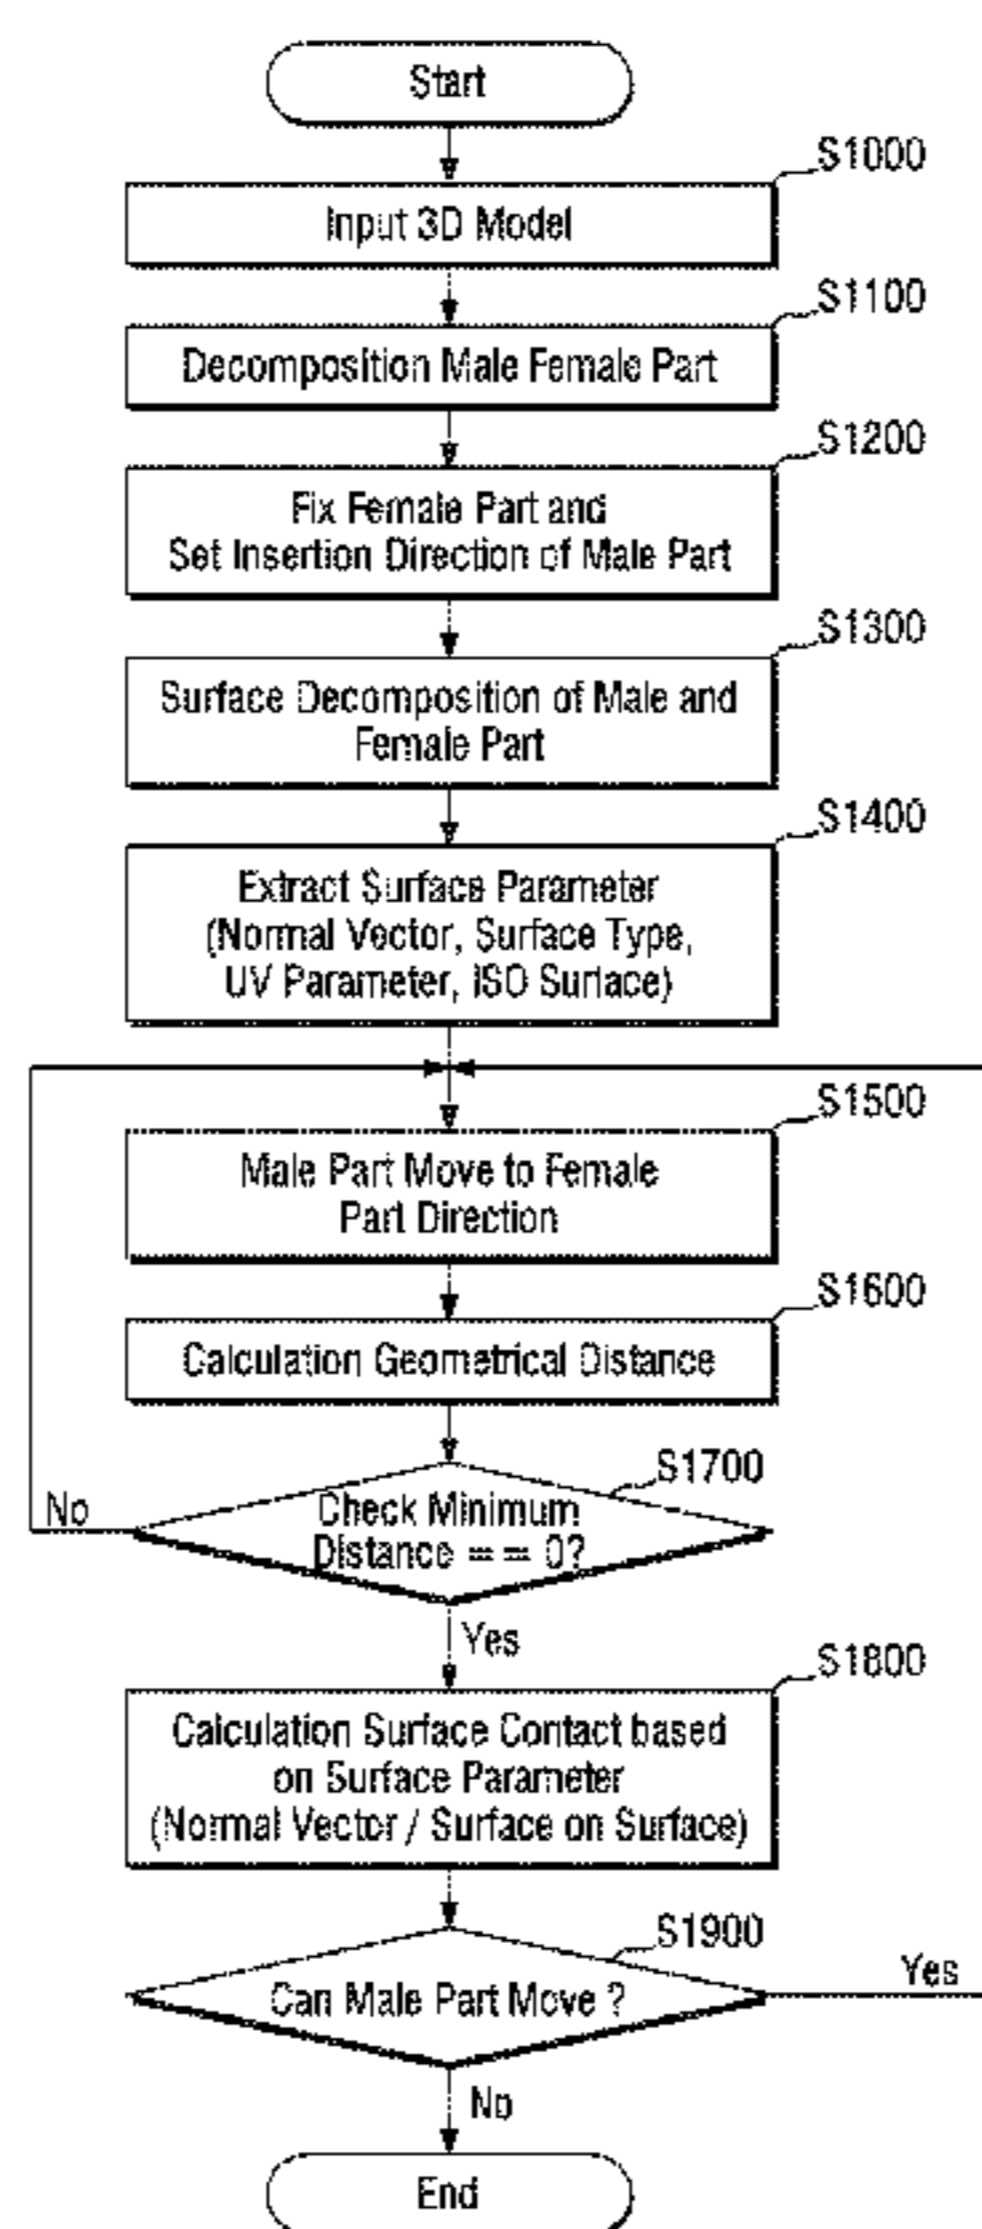 Start
S1000
Input 3D Model
S1100
Decomposition Male Female Part
S1200
Fix Female Part and
Set Insertion Direction of Male Part
S1300
Surface Decomposition of Male and
Female Part
S1400
Extract Surface Parameter
(Normal Vector, Surface Type,
UV Parameter, ISO Surface)
S1500
Male Part Move to Female
Part Direction
S1600
Calculation Geometrical Distance
S1700
No
Check Minimum
Distance = = 0?
Yes
S1800
Calculation Surface Contact based
on Surface Parameter
(Normal Vector / Surface on Surface)
S1900
Yes
Can Male Part Move ?
No
End